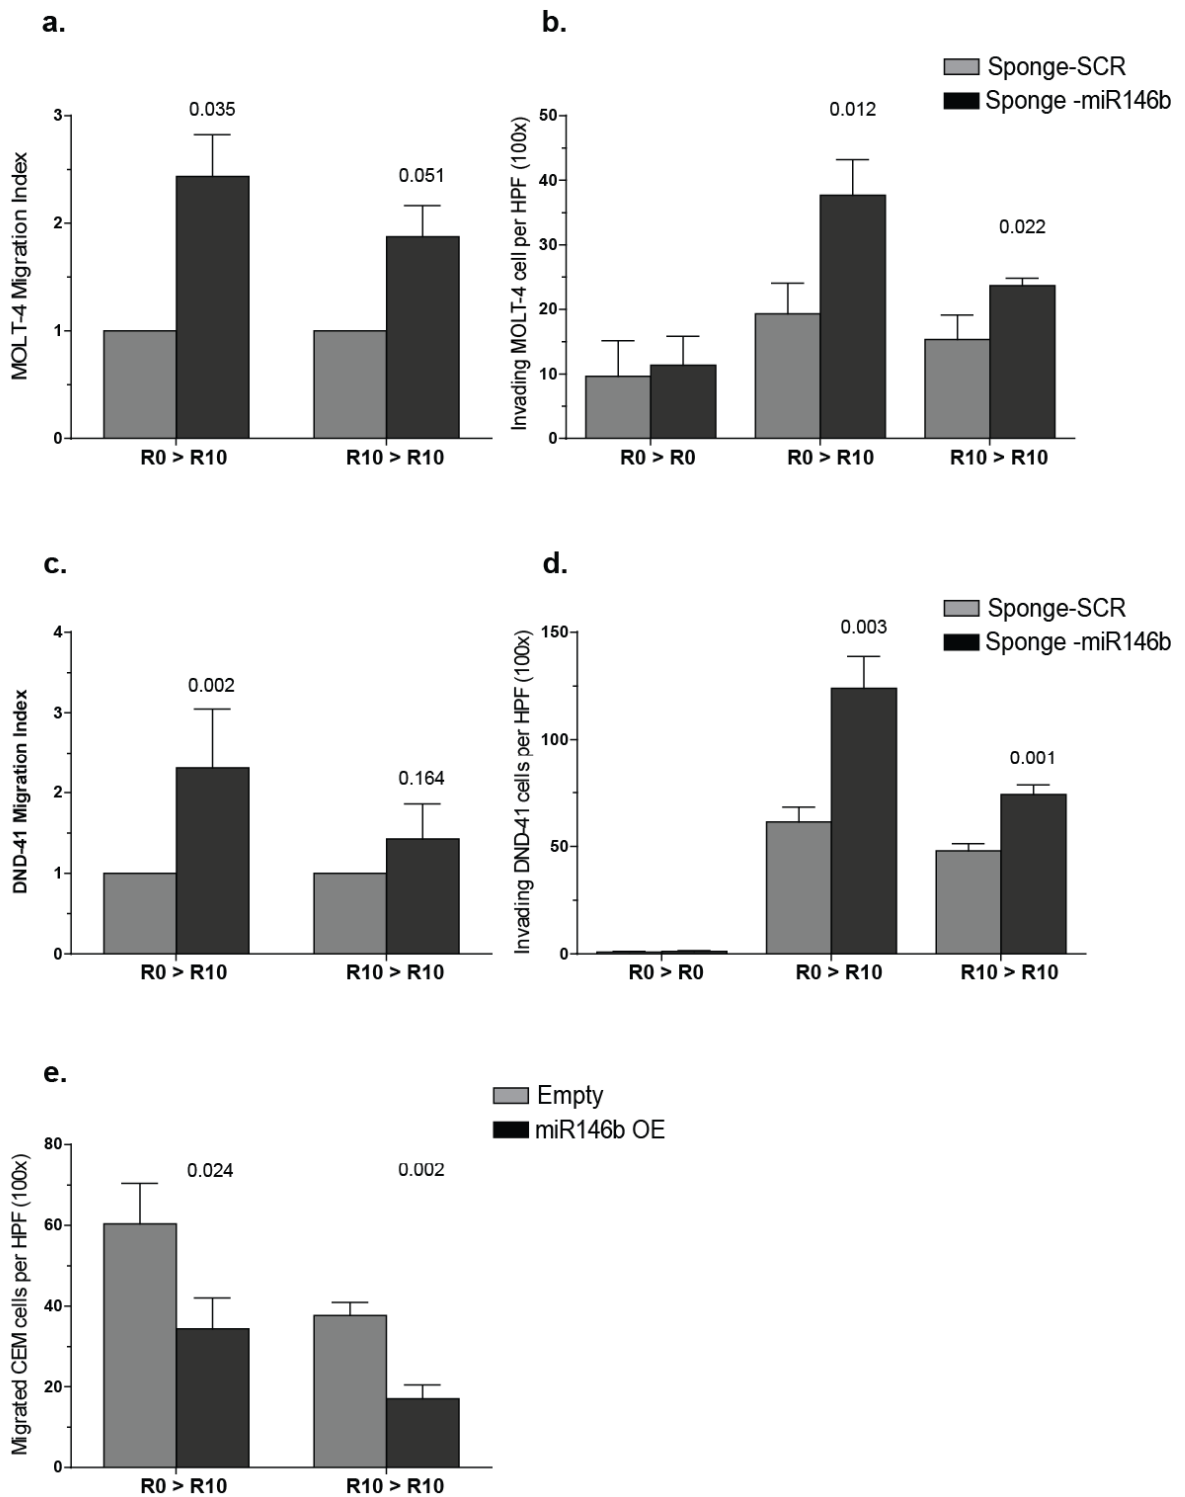 a.
MOLT-4 Migration Index
3
2
1
0
0.035
0.051
R0 > R10
R10 > R10
b.
Sponge-SCR
Sponge -miR146b
Invading MOLT-4 cell per HPF (100x)
50
40
30
20
10
0
0.012
0.022
R0 > R0
R0 > R10
R10 > R10
c.
DND-41 Migration Index
4
3
2
1
0
0.002
0.164
R0 > R10
R10 > R10
d.
Sponge-SCR
Sponge -miR146b
Invading DND-41 cells per HPF (100x)
150
100
50
0
0.003
0.001
R0 > R0
R0 > R10
R10 > R10
e.
Empty
miR146b OE
Migrated CEM cells per HPF (100x)
80
60
40
20
0
0.024
0.002
R0 > R10
R10 > R10